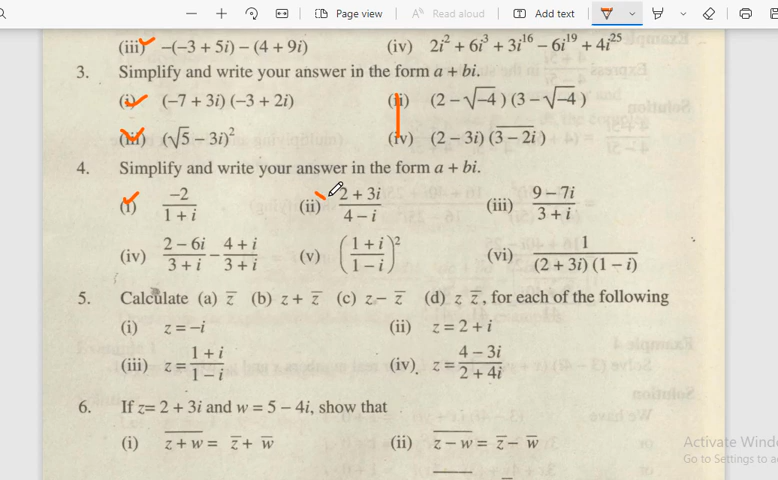 Page view A Read aloud T Add text Draw
(iii) −(−3 + 5i) − (4 + 9i) (iv) 2i² + 6i³ + 3i¹⁶ − 6i¹⁹ + 4i²⁵
3. Simplify and write your answer in the form a + bi.
(i) (−7 + 3i) (−3 + 2i) (ii) (2 − √−4) (3 − √−4)
(iii) (√5 − 3i)² (iv) (2 − 3i) (3 − 2i)̅
4. Simplify and write your answer in the form a + bi.
(i) −2/(1 + i) (ii) (2 + 3i)/(4 − i) (iii) (9 − 7i)/(3 + i)
(iv) (2 − 6i)/(3 + i) − (4 + i)/(3 + i) (v) ((1 + i)/(1 − i))² (vi) 1/((2 + 3i) (1 − i))
5. Calculate (a) z̅ (b) z + z̅ (c) z − z̅ (d) z z̅, for each of the following
(i) z = −i (ii) z = 2 + i
(iii) z = (1 + i)/(1 − i) (iv) z = (4 − 3i)/(2 + 4i)
6. If z= 2 + 3i and w = 5 − 4i, show that
(i) z̅ ̅+̅ ̅w̅ = z̅ + w̅ (ii) z̅ ̅−̅ ̅w̅ = z̅ − w̅
Activate Wind
Go to Settings to a